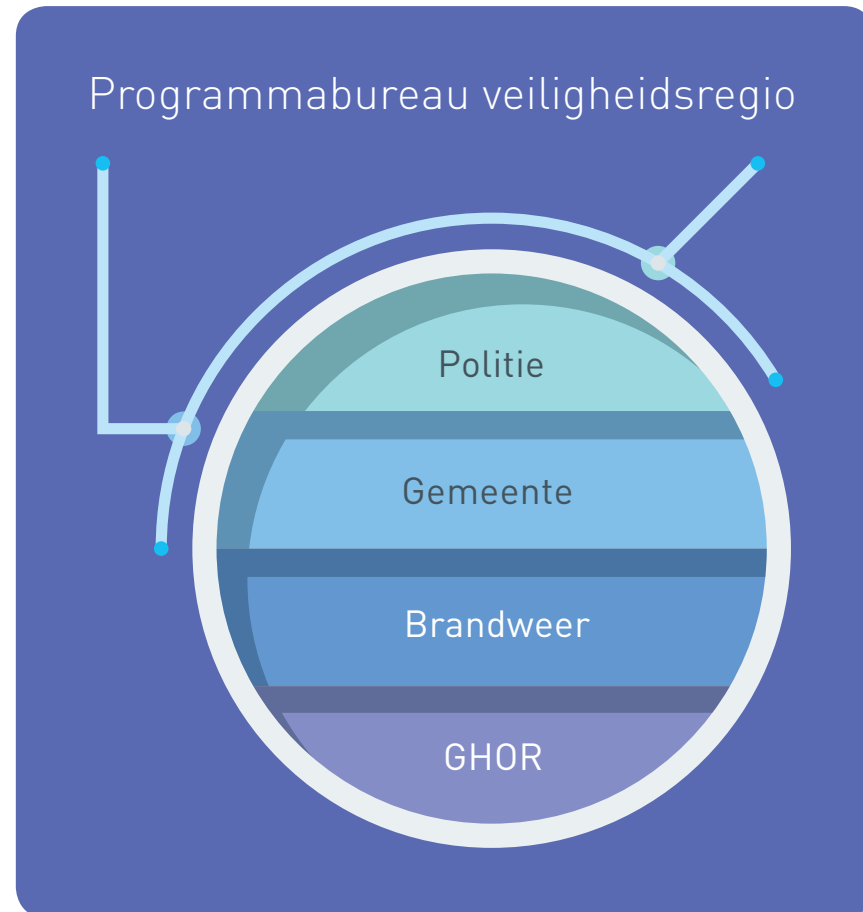 Programmabureau veiligheidsregio
Politie
Gemeente
Brandweer
GHOR